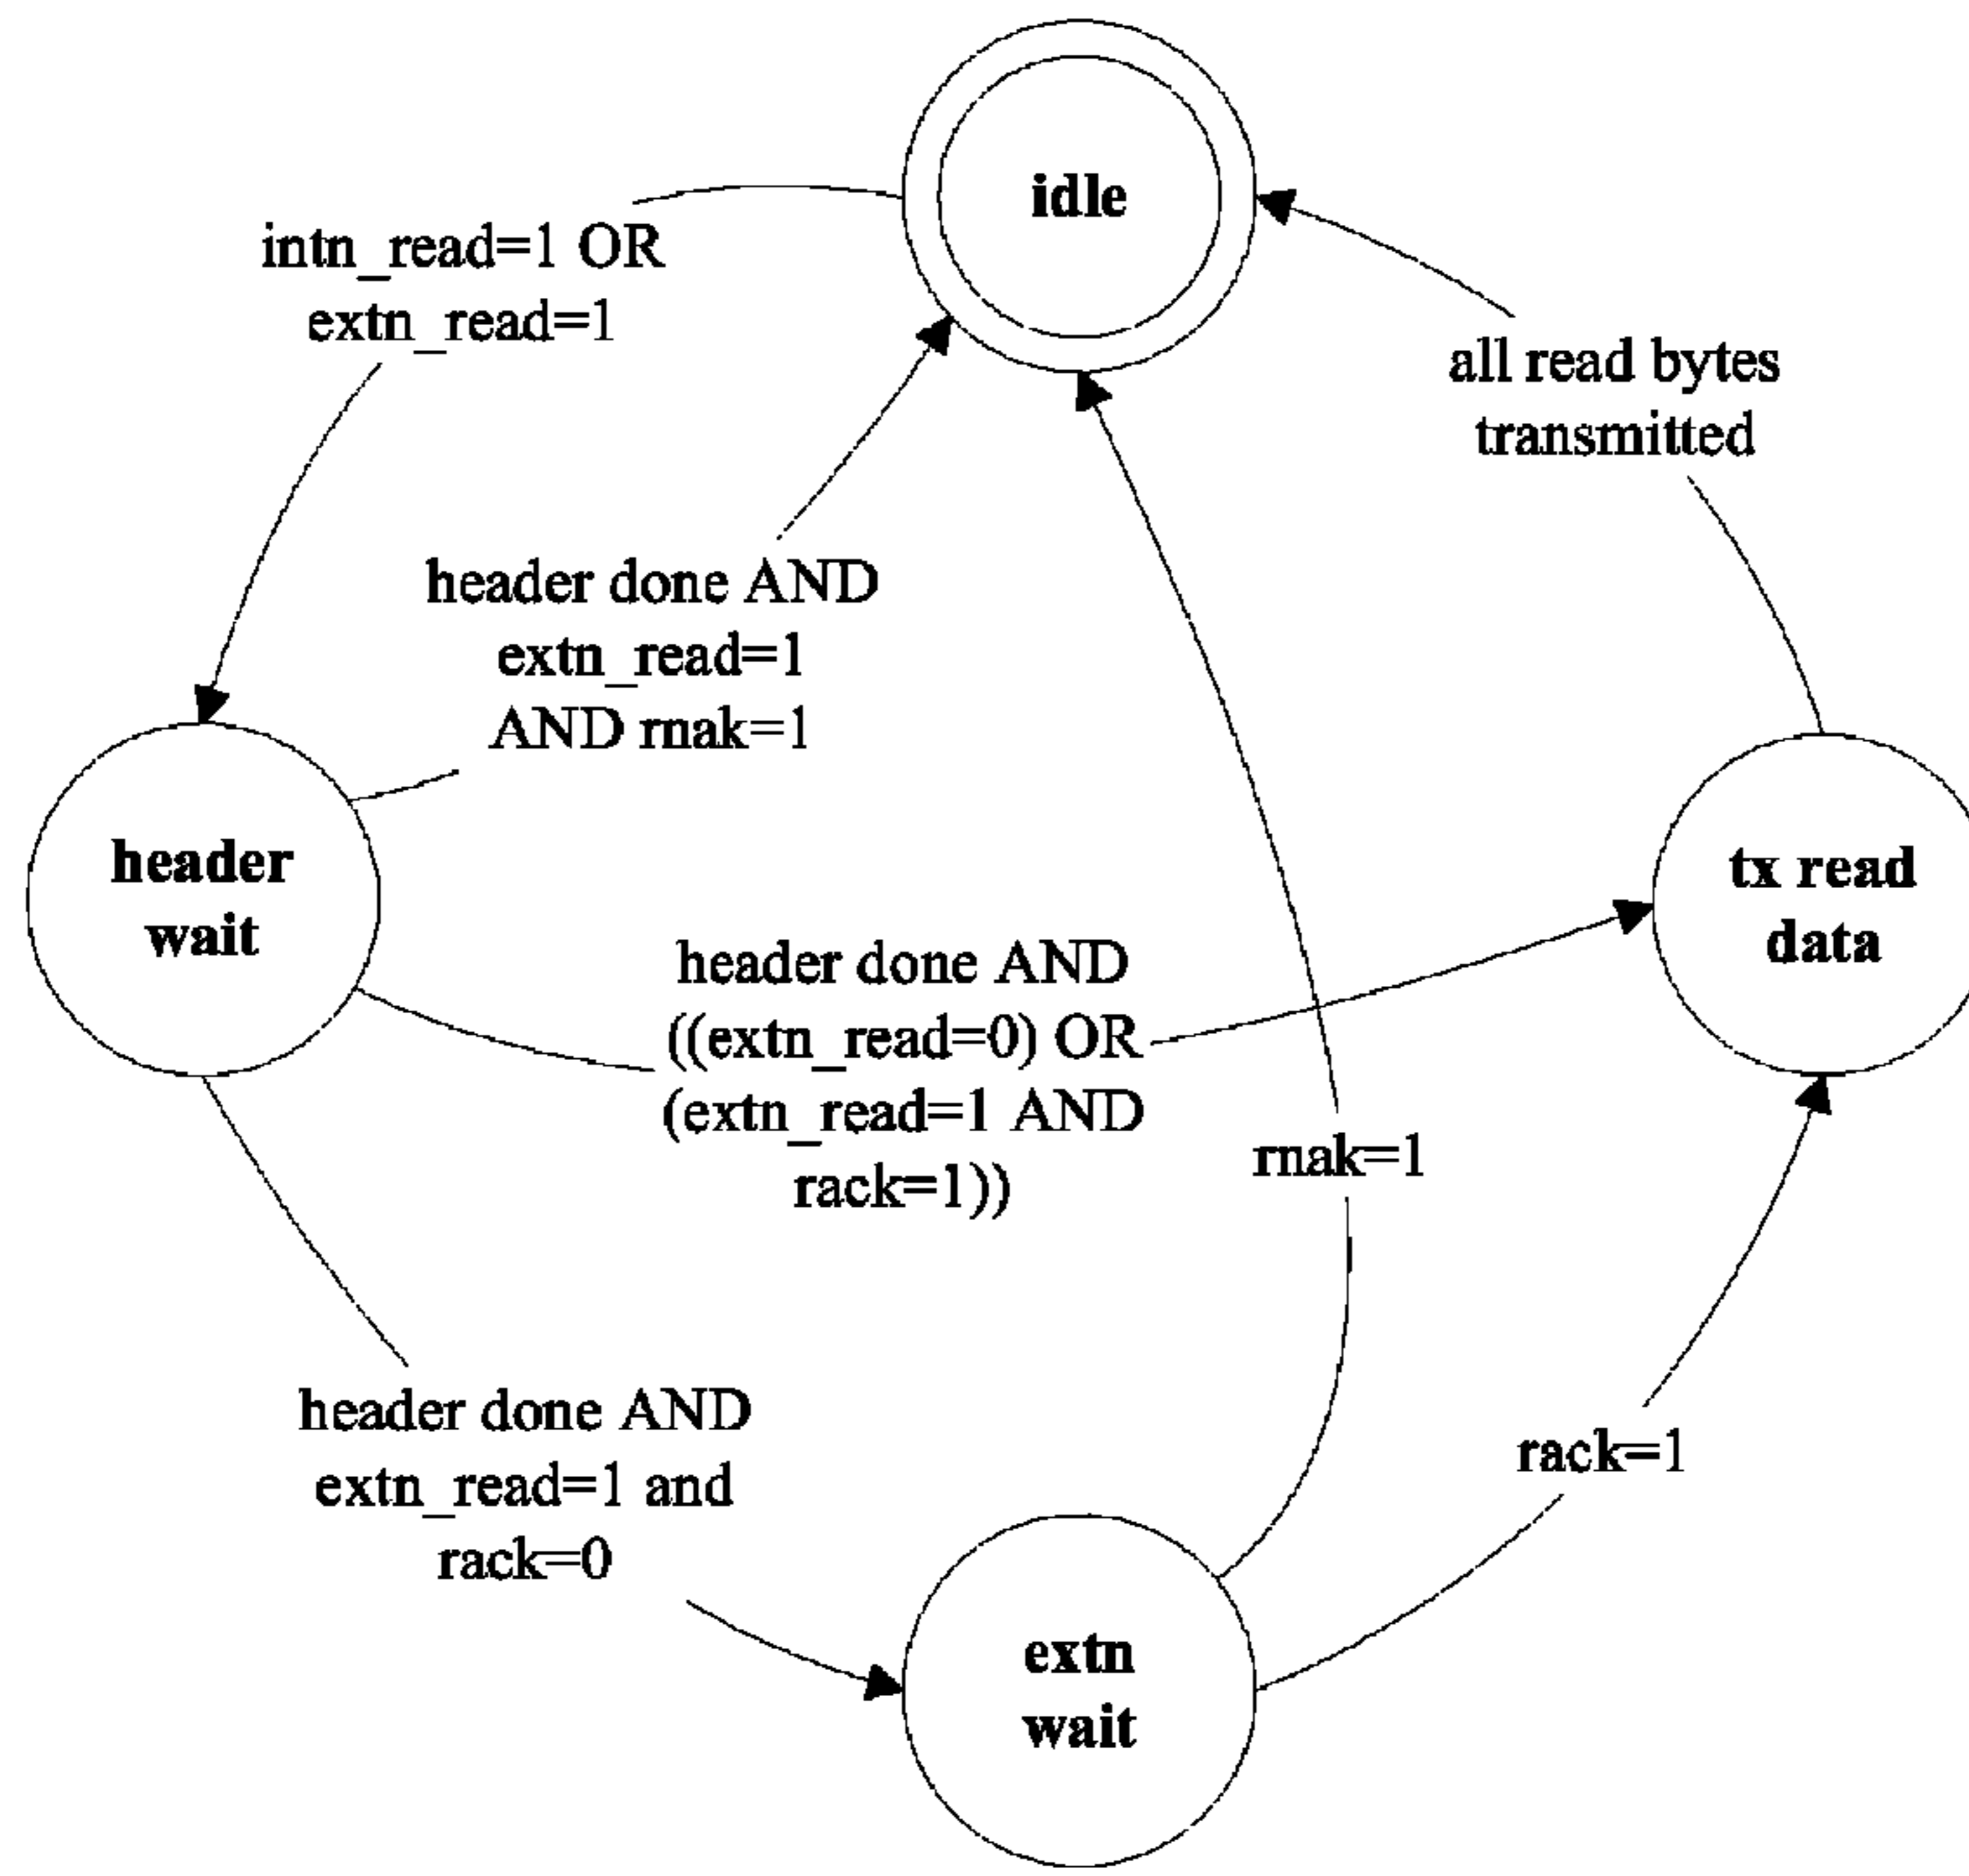 idle
intn_read=1 OR
extn_read=1
all read bytes
transmitted
header done AND
extn_read=1
AND rnak=1
header
wait
tx read
data
header done AND
((extn_read=0) OR
(extn_read=1 AND
rack=1))
rnak=1
header done AND
extn_read=1 and
rack=0
rack=1
extn
wait